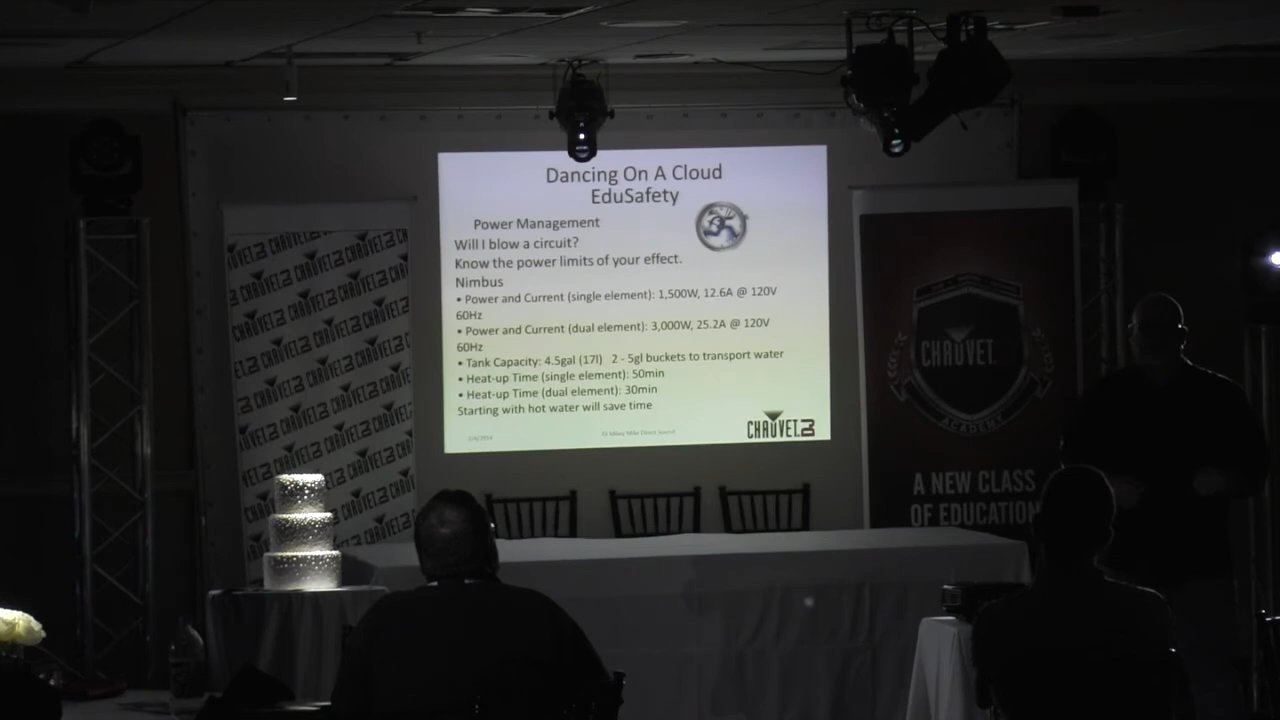 Dancing On A Cloud
EduSafety
Power Management
Will I blow a circuit?
Know the power limits of your effect.
Nimbus
• Power and Current (single element): 1,500W, 12.6A @ 120V
60Hz
• Power and Current (dual element): 3,000W, 25.2A @ 120V
60Hz
• Tank Capacity: 4.5gal (17l) 2 - 5gl buckets to transport water
• Heat-up Time (single element): 50min
• Heat-up Time (dual element): 30min
Starting with hot water will save time
CHAUVET
CHAUVET
CHAUVET
ACADEMY
A NEW CLASS
OF EDUCATION